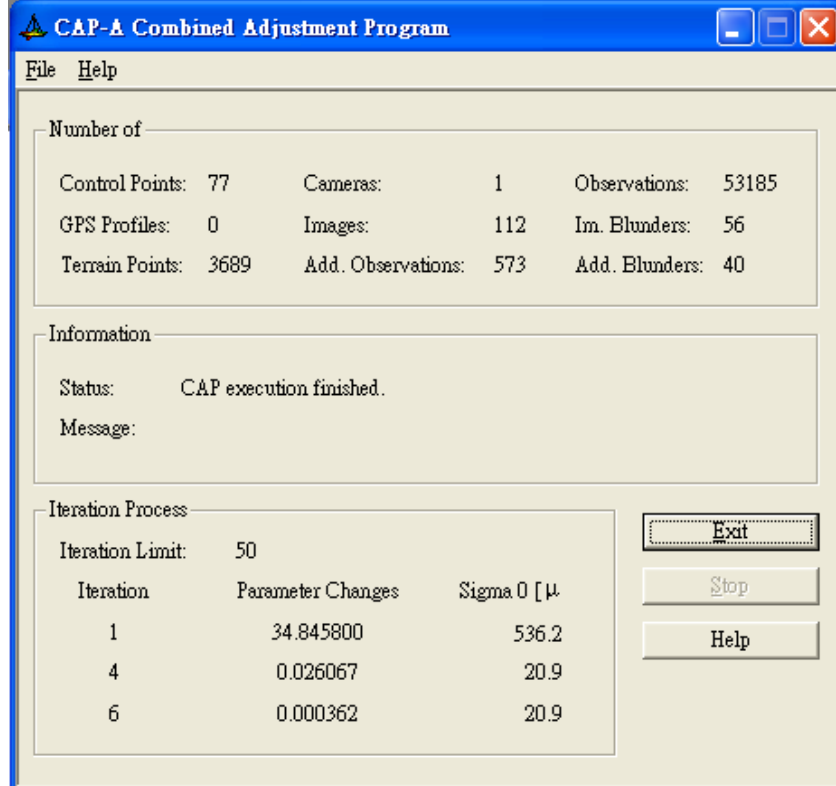 CAP-A Combined Adjustment Program
File Help
Number of
Control Points: 77 Cameras: 1 Observations: 53185
GPS Profiles: 0 Images: 112 Im. Blunders: 56
Terrain Points: 3689 Add. Observations: 573 Add. Blunders: 40
Information
Status: CAP execution finished.
Message:
Iteration Process
Iteration Limit: 50
Iteration Parameter Changes Sigma 0 [ μ
1 34.845800 536.2
4 0.026067 20.9
6 0.000362 20.9
Exit
Stop
Help